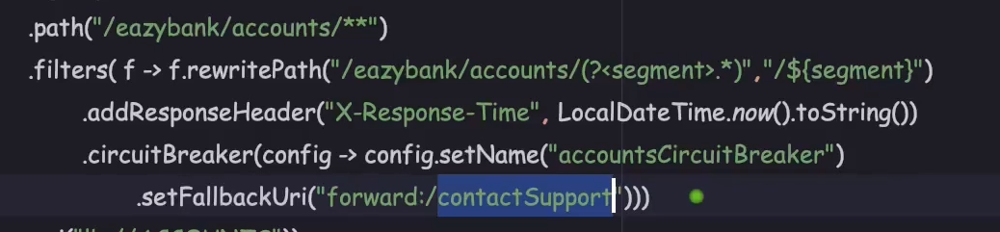 .path("/eazybank/accounts/**")
.filters( f -> f.rewritePath("/eazybank/accounts/(?<segment>.*)","/${segment}")
.addResponseHeader("X-Response-Time", LocalDateTime.now().toString())
.circuitBreaker(config -> config.setName("accountsCircuitBreaker")
.setFallbackUri("forward:/contactSupport")))